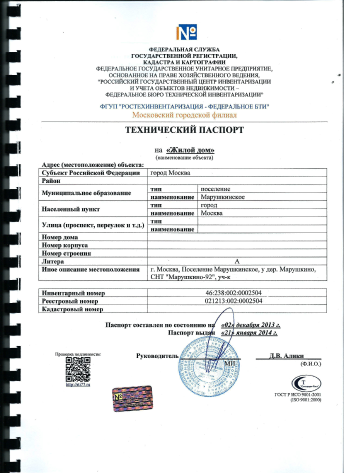 ФЕДЕРАЛЬНАЯ СЛУЖБА
ГОСУДАРСТВЕННОЙ РЕГИСТРАЦИИ,
КАДАСТРА И КАРТОГРАФИИ
ФЕДЕРАЛЬНОЕ ГОСУДАРСТВЕННОЕ УНИТАРНОЕ ПРЕДПРИЯТИЕ,
ОСНОВАННОЕ НА ПРАВЕ ХОЗЯЙСТВЕННОГО ВЕДЕНИЯ,
"РОССИЙСКИЙ ГОСУДАРСТВЕННЫЙ ЦЕНТР ИНВЕНТАРИЗАЦИИ
И УЧЕТА ОБЪЕКТОВ НЕДВИЖИМОСТИ –
ФЕДЕРАЛЬНОЕ БЮРО ТЕХНИЧЕСКОЙ ИНВЕНТАРИЗАЦИИ"
ФГУП "РОСТЕХИНВЕНТАРИЗАЦИЯ - ФЕДЕРАЛЬНОЕ БТИ"
Московский городской филиал
ТЕХНИЧЕСКИЙ ПАСПОРТ
на «Жилой дом»
(наименование объекта)
Адрес (местоположение) объекта:
Субъект Российской Федерации город Москва
Район
Муниципальное образование тип поселение
наименование Марушкинское
Населенный пункт тип город
наименование Москва
Улица (проспект, переулок и т.д.) тип
наименование
Номер дома
Номер корпуса
Номер строения
Литера А
Иное описание местоположения г. Москва, Поселение Марушкинское, у дер. Марушкино,
СНТ "Марушкино-92", уч-к
Инвентарный номер 46:238:002:0002504
Реестровый номер 021213:002:0002504
Кадастровый номер
Паспорт составлен по состоянию на «02» декабря 2013 г.
Паспорт выдан «21» января 2014 г.
Проверка подлинности:
Руководитель Д.В. Алпки
МП (Ф.И.О.)
ГОСТ Р ИСО 9001-2001
(ISO 9001:2000)